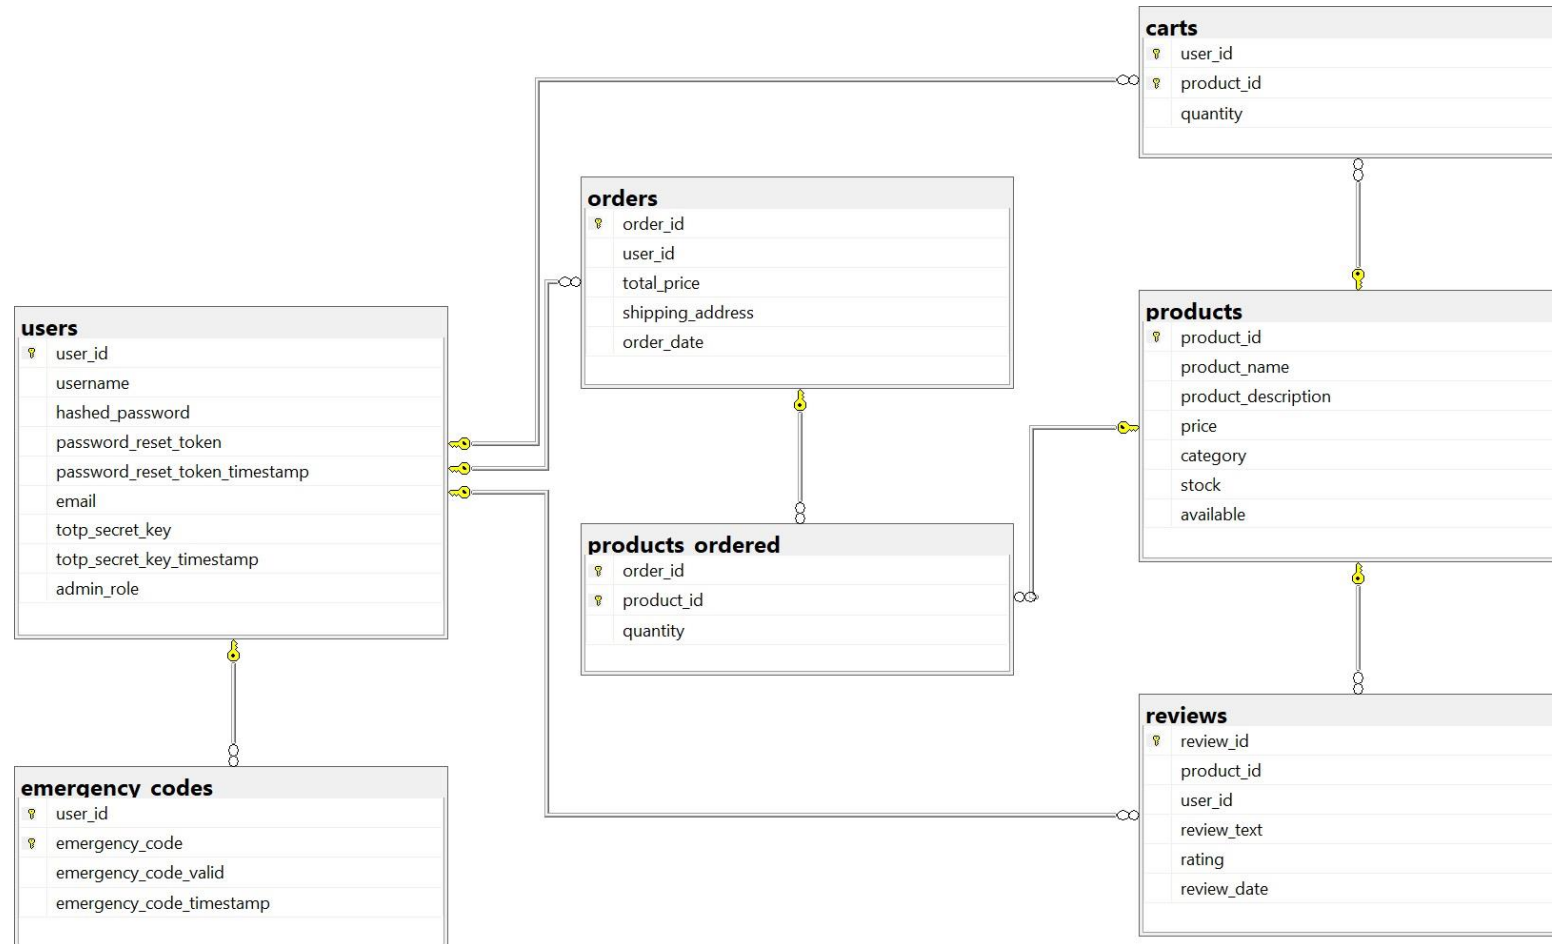 carts
user_id
product_id
quantity
orders
order_id
user_id
total_price
shipping_address
order_date
users
user_id
username
hashed_password
password_reset_token
password_reset_token_timestamp
email
totp_secret_key
totp_secret_key_timestamp
admin_role
products
product_id
product_name
product_description
price
category
stock
available
products_ordered
order_id
product_id
quantity
emergency_codes
user_id
emergency_code
emergency_code_valid
emergency_code_timestamp
reviews
review_id
product_id
user_id
review_text
rating
review_date